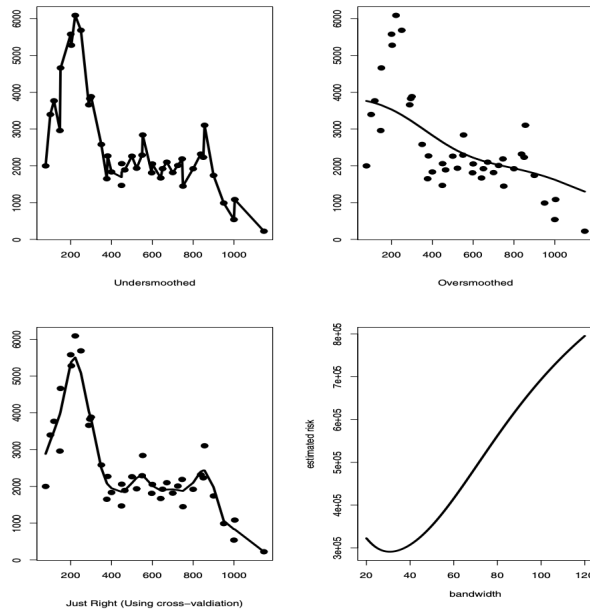 0 1000 2000 3000 4000 5000 6000
200 400 600 800 1000
Undersmoothed
0 1000 2000 3000 4000 5000 6000
200 400 600 800 1000
Oversmoothed
0 1000 2000 3000 4000 5000 6000
200 400 600 800 1000
Just Right (Using cross−valdiation)
estimated risk
3e+05 4e+05 5e+05 6e+05 7e+05 8e+05
20 40 60 80 100 120
bandwidth